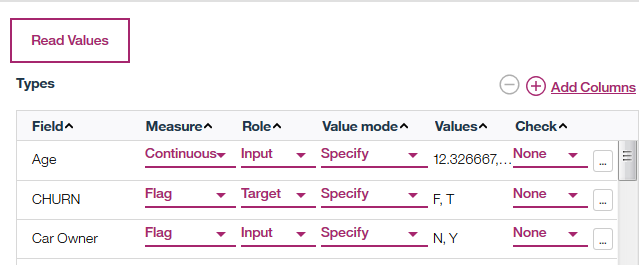 Read Values
Types
Add Columns
Field Measure Role Value mode Values Check
Age Continuous Input Specify 12.326667,... None ...
CHURN Flag Target Specify F, T None ...
Car Owner Flag Input Specify N, Y None ...